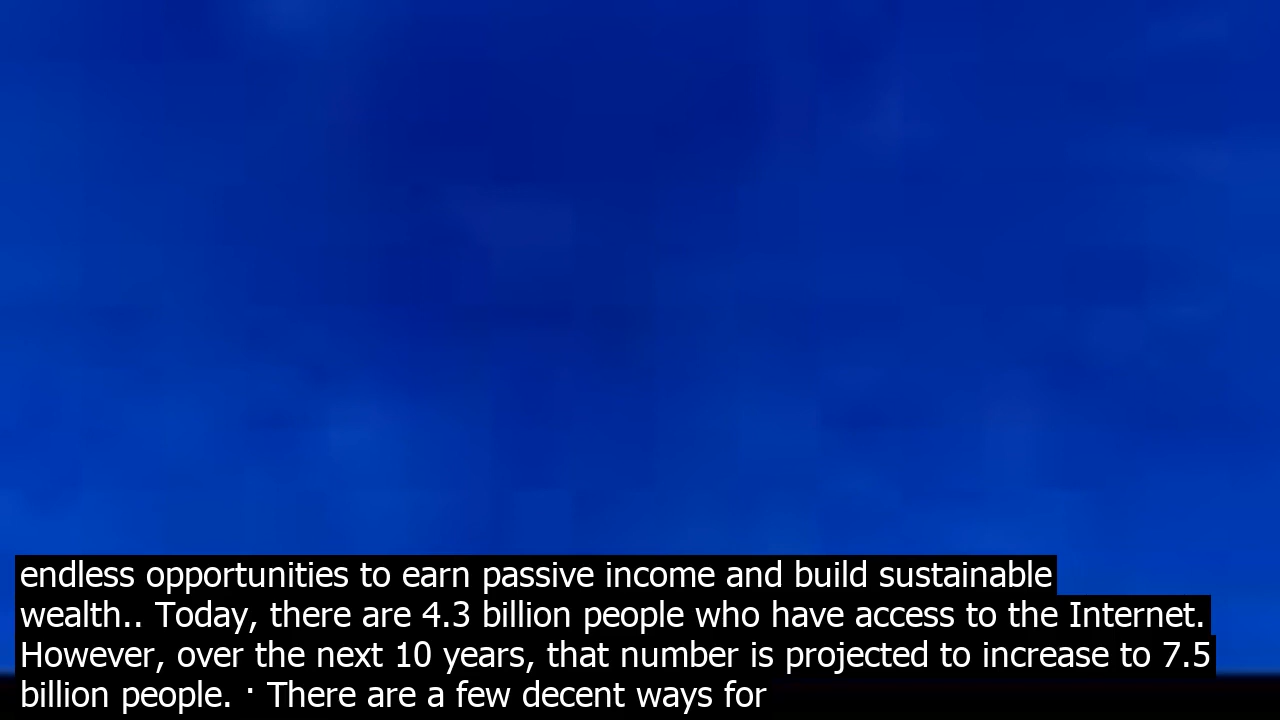 endless opportunities to earn passive income and build sustainable
wealth.. Today, there are 4.3 billion people who have access to the Internet.
However, over the next 10 years, that number is projected to increase to 7.5
billion people. · There are a few decent ways for